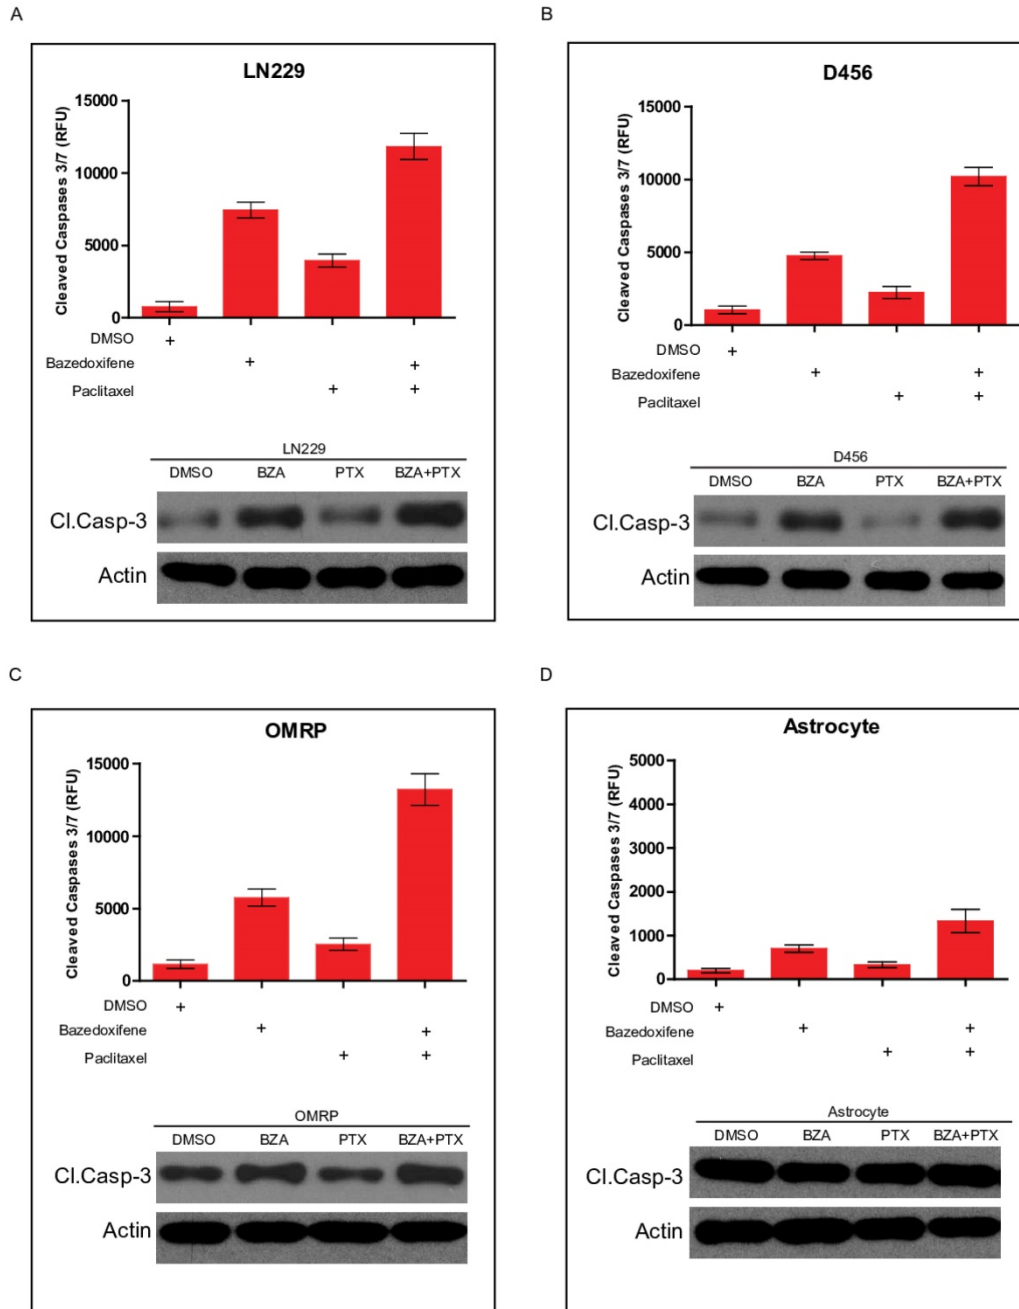 A
LN229
Cleaved Caspases 3/7 (RFU)
15000
10000
5000
0
DMSO +
Bazedoxifene + +
Paclitaxel + +
LN229
DMSO BZA PTX BZA+PTX
Cl.Casp-3
Actin
B
D456
Cleaved Caspases 3/7 (RFU)
15000
10000
5000
0
DMSO +
Bazedoxifene + +
Paclitaxel + +
D456
DMSO BZA PTX BZA+PTX
Cl.Casp-3
Actin
C
OMRP
Cleaved Caspases 3/7 (RFU)
15000
10000
5000
0
DMSO +
Bazedoxifene + +
Paclitaxel + +
OMRP
DMSO BZA PTX BZA+PTX
Cl.Casp-3
Actin
D
Astrocyte
Cleaved Caspases 3/7 (RFU)
5000
4000
3000
2000
1000
0
DMSO +
Bazedoxifene + +
Paclitaxel + +
Astrocyte
DMSO BZA PTX BZA+PTX
Cl.Casp-3
Actin